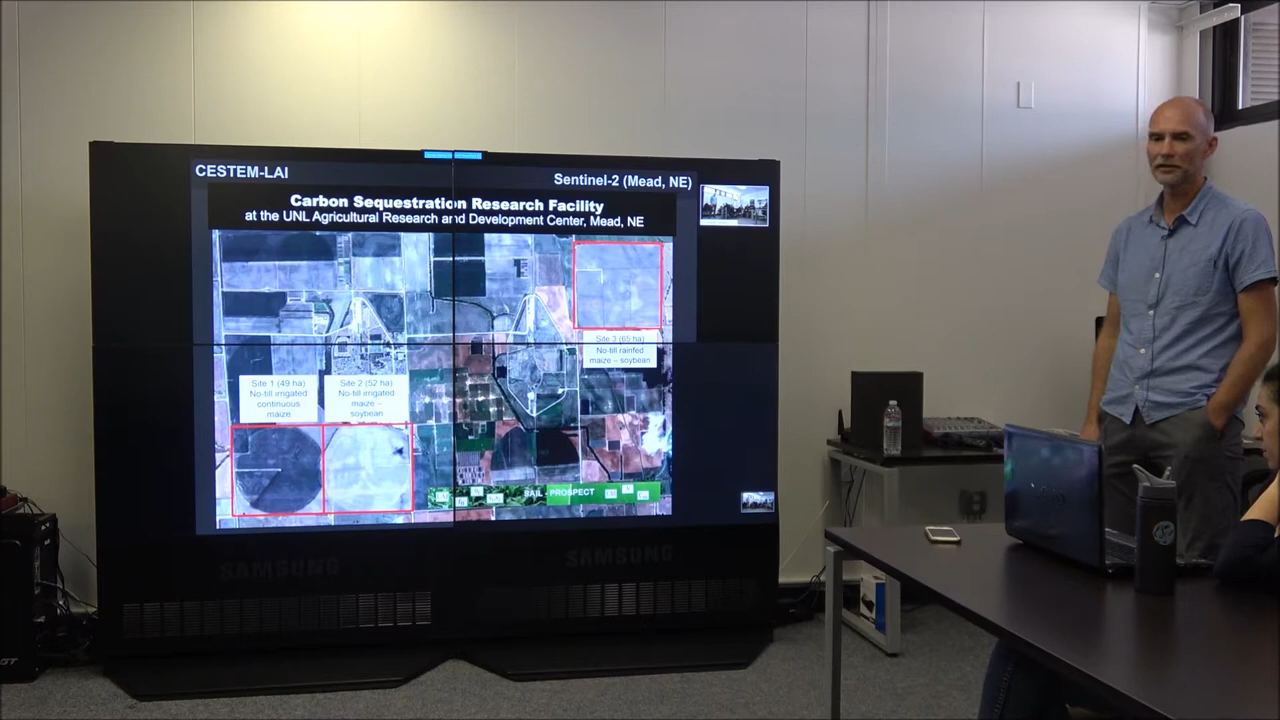 CESTEM-LAI
Sentinel-2 (Mead, NE)
Carbon Sequestration Research Facility
at the UNL Agricultural Research and Development Center, Mead, NE
Site 3 (65 ha)
No-till rainfed
maize – soybean
Site 1 (49 ha)
No-till irrigated
continuous
maize
Site 2 (52 ha)
No-till irrigated
maize –
soybean
SAIL - PROSPECT
SAMSUNG
SAMSUNG